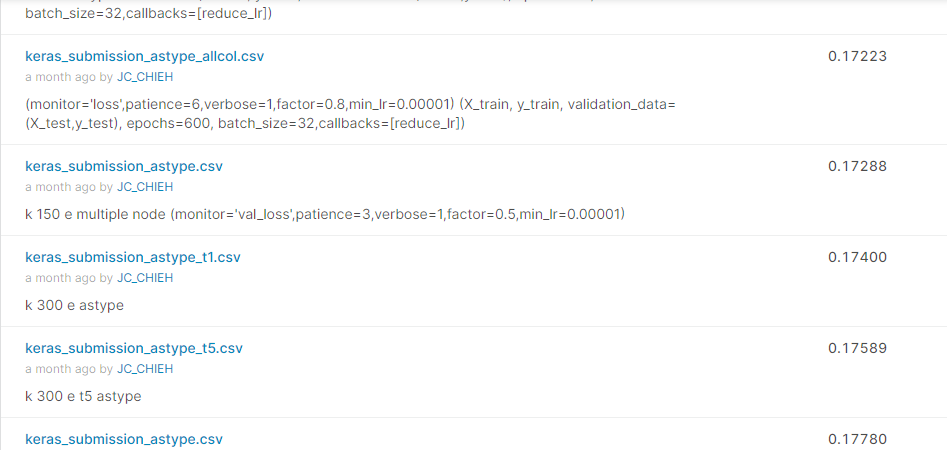 batch_size=32,callbacks=[reduce_lr])
keras_submission_astype_allcol.csv 0.17223
a month ago by JC_CHIEH
(monitor='loss',patience=6,verbose=1,factor=0.8,min_lr=0.00001) (X_train, y_train, validation_data=
(X_test,y_test), epochs=600, batch_size=32,callbacks=[reduce_lr])
keras_submission_astype.csv 0.17288
a month ago by JC_CHIEH
k 150 e multiple node (monitor='val_loss',patience=3,verbose=1,factor=0.5,min_lr=0.00001)
keras_submission_astype_t1.csv 0.17400
a month ago by JC_CHIEH
k 300 e astype
keras_submission_astype_t5.csv 0.17589
a month ago by JC_CHIEH
k 300 e t5 astype
keras_submission_astype.csv 0.17780